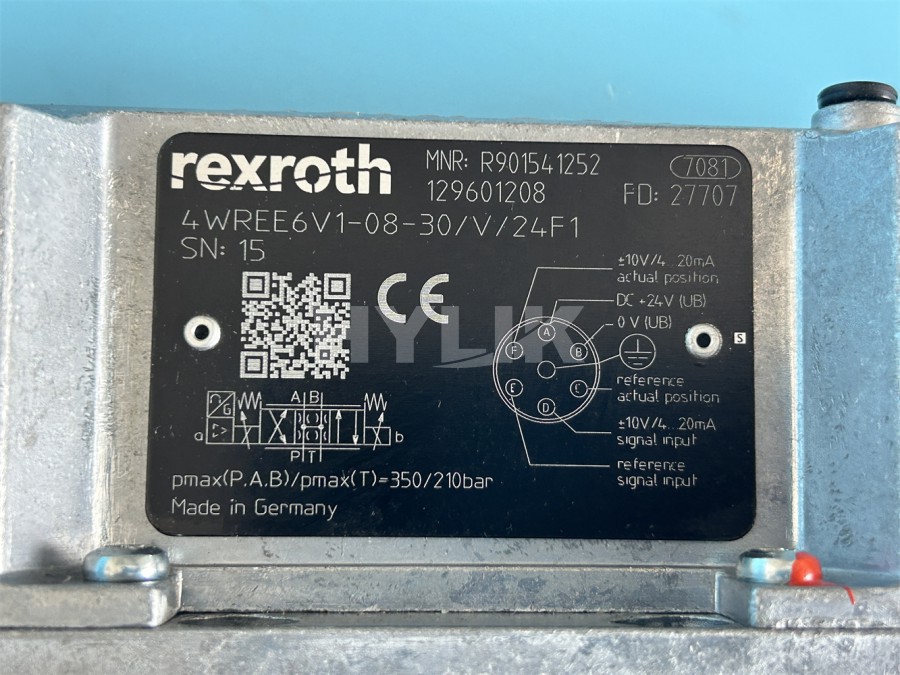 rexroth
MNR: R901541252
129601208
7081
FD: 27707
4WREE6V1-08-30/V/24F1
SN: 15
CE
±10V/4...20mA
actual position
DC +24V (UB)
0 V (UB)
reference
actual position
±10V/4...20mA
signal input
reference
signal input
A
B
F
E
C
D
S
HYLIK
A B
G
a
b
P T
pmax(P.A.B)/pmax(T)=350/210bar
Made in Germany